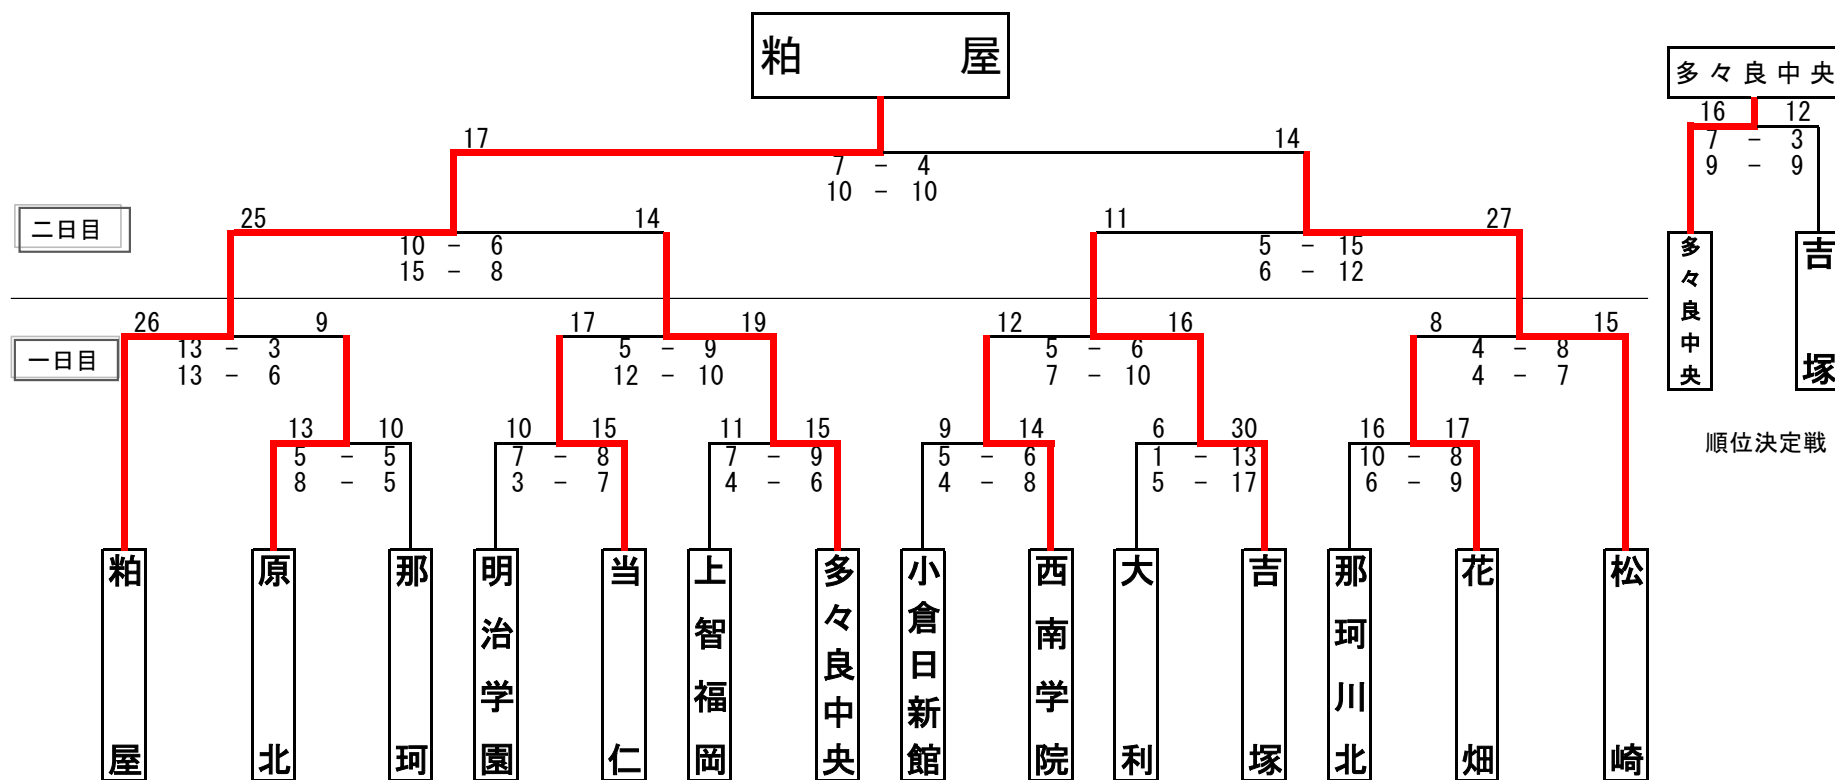 粕 屋
多々良中央
16 12
7 － 3
9 － 9
多々良中央
吉塚
順位決定戦
17 14
7 － 4
10 － 10
二日目
25 14
10 － 6
15 － 8
11 27
5 － 15
6 － 12
一日目
26 9
13 － 3
13 － 6
17 19
5 － 9
12 － 10
12 16
5 － 6
7 － 10
8 15
4 － 8
4 － 7
13 10
5 － 5
8 － 5
10 15
7 － 8
3 － 7
11 15
7 － 9
4 － 6
9 14
5 － 6
4 － 8
6 30
1 － 13
5 － 17
16 17
10 － 8
6 － 9
粕屋
原北
那珂
明治学園
当仁
上智福岡
多々良中央
小倉日新館
西南学院
大利
吉塚
那珂川北
花畑
松崎